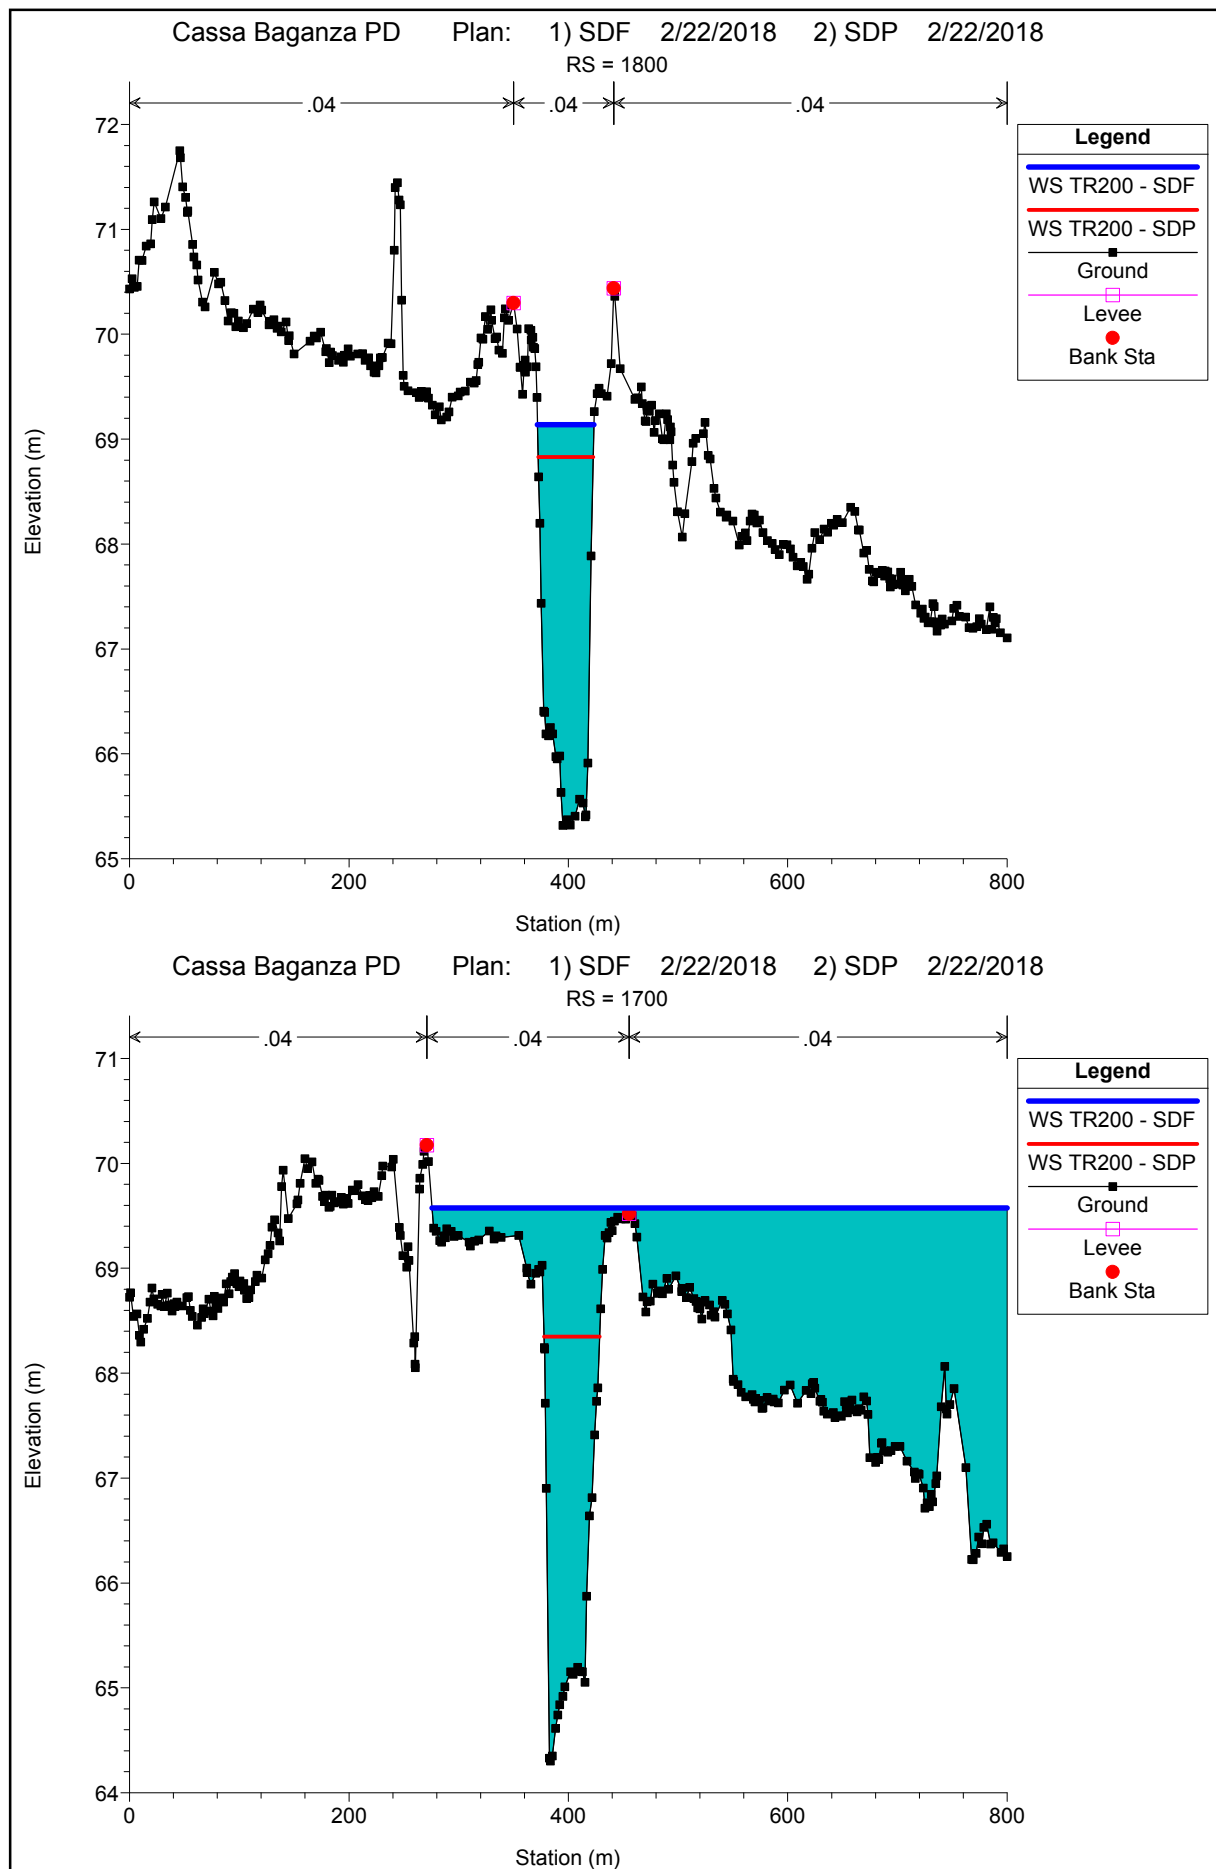 Cassa Baganza PD Plan: 1) SDF 2/22/2018 2) SDP 2/22/2018
RS = 1800
.04 .04 .04
72
71
70
69
68
67
66
65
Elevation (m)
0 200 400 600 800
Station (m)
Legend
WS TR200 - SDF
WS TR200 - SDP
Ground
Levee
Bank Sta
Cassa Baganza PD Plan: 1) SDF 2/22/2018 2) SDP 2/22/2018
RS = 1700
.04 .04 .04
71
70
69
68
67
66
65
64
Elevation (m)
0 200 400 600 800
Station (m)
Legend
WS TR200 - SDF
WS TR200 - SDP
Ground
Levee
Bank Sta